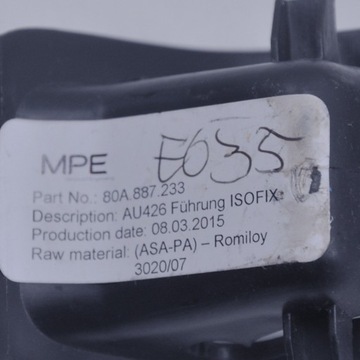 MPE E035
Part No.: 80A.887.233
Description: AU426 Führung ISOFIX
Production date: 08.03.2015
Raw material: (ASA-PA) – Romiloy
3020/07